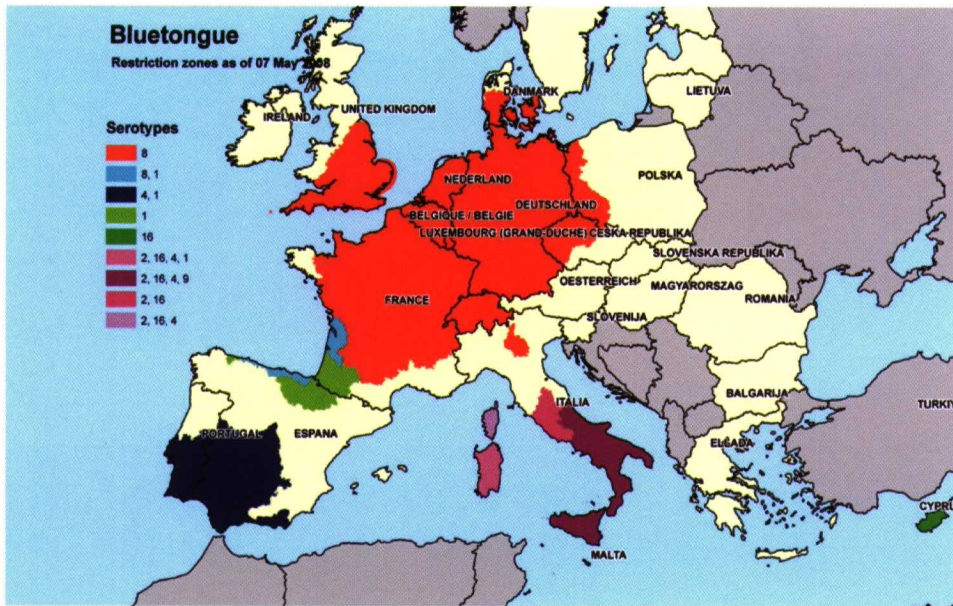 Bluetongue
Restriction zones as of 07 May 2008
Serotypes
8
8, 1
4, 1
1
16
2, 16, 4, 1
2, 16, 4, 9
2, 16
2, 16, 4
IRELAND
UNITED KINGDOM
DANMARK
LIETUVA
NEDERLAND
POLSKA
DEUTSCHLAND
BELGIQUE / BELGIE
LUXEMBOURG (GRAND-DUCHE)
CESKA REPUBLIKA
SLOVENSKA REPUBLIKA
OESTERREICH
MAGYARORSZAG
FRANCE
ROMANIA
SLOVENIJA
BALGARIJA
ITALIA
TURKIY
PORTUGAL
ESPANA
ELLADA
CYPRU
MALTA